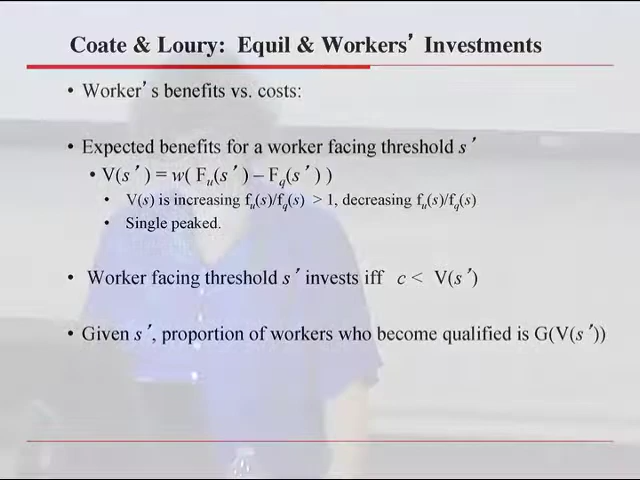 Coate & Loury: Equil & Workers’ Investments
• Worker’s benefits vs. costs:
• Expected benefits for a worker facing threshold s′
• V(s′) = w( Fu(s′) – Fq(s′) )
• V(s) is increasing fu(s)/fq(s) > 1, decreasing fu(s)/fq(s)
• Single peaked.
• Worker facing threshold s′ invests iff c < V(s′)
• Given s′, proportion of workers who become qualified is G(V(s′))